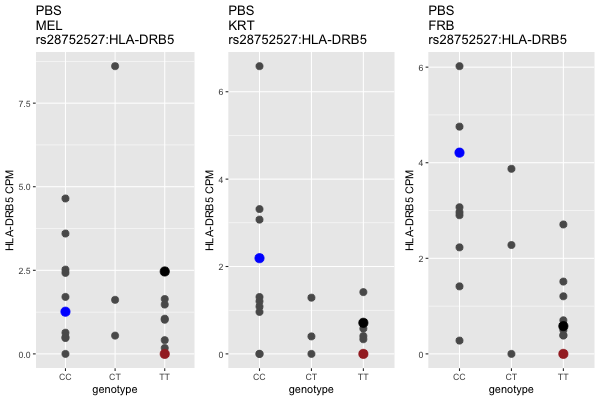 PBS
MEL
rs28752527:HLA-DRB5
HLA-DRB5 CPM
7.5
5.0
2.5
0.0
CC CT TT
genotype
PBS
KRT
rs28752527:HLA-DRB5
HLA-DRB5 CPM
6
4
2
0
CC CT TT
genotype
PBS
FRB
rs28752527:HLA-DRB5
HLA-DRB5 CPM
6
4
2
0
CC CT TT
genotype